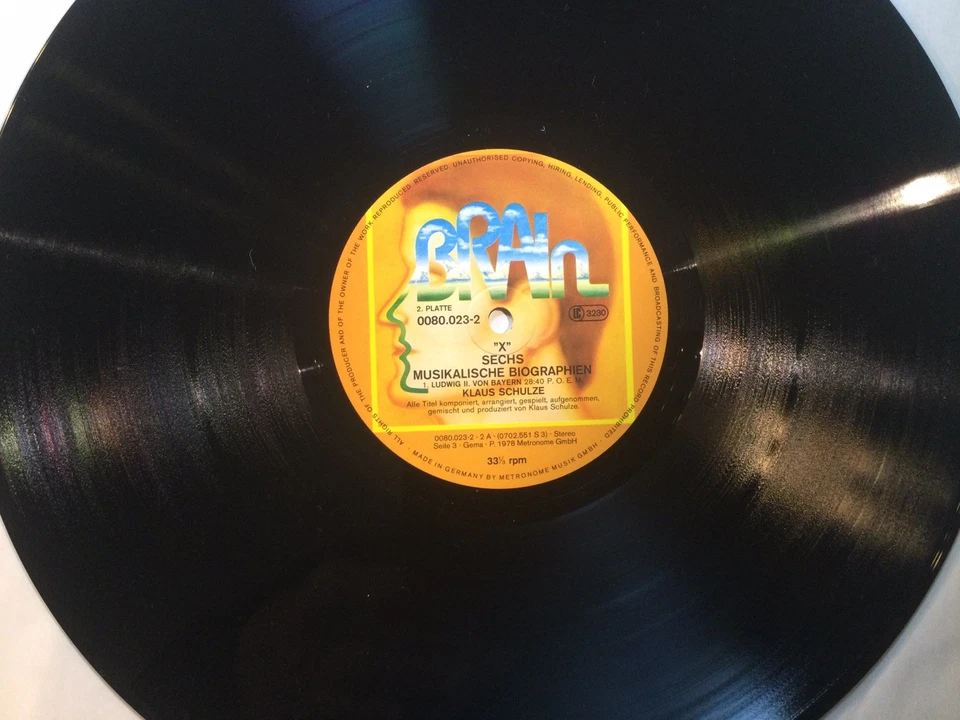 ALL RIGHTS OF THE PRODUCER AND OF THE OWNER OF THE WORK REPRODUCED RESERVED. UNAUTHORISED COPYING, HIRING, LENDING, PUBLIC PERFORMANCE AND BROADCASTING OF THIS RECORD PROHIBITED
BRAIn
2. PLATTE
0080.023-2
LC 3230
"X"
SECHS
MUSIKALISCHE BIOGRAPHIEN
1. LUDWIG II. VON BAYERN 28:40 P. O. E. M.
KLAUS SCHULZE
Alle Titel komponiert, arrangiert, gespielt, aufgenommen,
gemischt und produziert von Klaus Schulze.
0080.023-2 - 2 A · (0702.551 S 3) · Stereo
Seite 3 · Gema · P. 1978 Metronome GmbH
33⅓ rpm
· MADE IN GERMANY BY METRONOME MUSIK GMBH ·